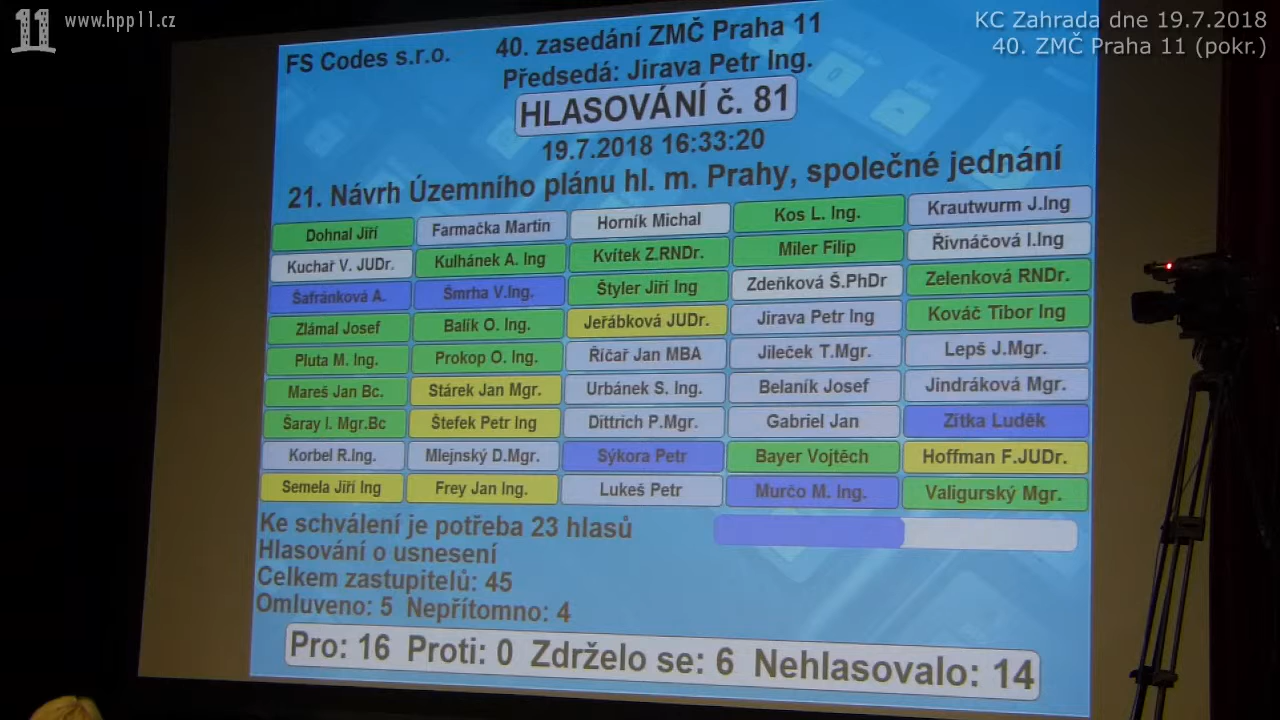 11 www.hpp11.cz
KC Zahrada dne 19.7.2018
40. ZMČ Praha 11 (pokr.)
FS Codes s.r.o. 40. zasedání ZMČ Praha 11
Předsedá: Jirava Petr Ing.
HLASOVÁNÍ č. 81
19.7.2018 16:33:20
21. Návrh Územního plánu hl. m. Prahy, společné jednání
Dohnal Jiří Farmačka Martin Horník Michal Kos L. Ing. Krautwurm J.Ing
Kuchař V. JUDr. Kulhánek A. Ing Kvítek Z.RNDr. Miler Filip Řivnáčová I.Ing
Šafránková A. Šmrha V.Ing. Štyler Jiří Ing Zdeňková Š.PhDr Zelenková RNDr.
Zlámal Josef Balík O. Ing. Jeřábková JUDr. Jirava Petr Ing Kováč Tibor Ing
Pluta M. Ing. Prokop O. Ing. Říčař Jan MBA Jileček T.Mgr. Lepš J.Mgr.
Mareš Jan Bc. Stárek Jan Mgr. Urbánek S. Ing. Belaník Josef Jindráková Mgr.
Šaray I. Mgr.Bc Štefek Petr Ing Dittrich P.Mgr. Gabriel Jan Zítka Luděk
Korbel R.Ing. Mlejnský D.Mgr. Sýkora Petr Bayer Vojtěch Hoffman F.JUDr.
Semela Jiří Ing Frey Jan Ing. Lukeš Petr Murčo M. Ing. Valigurský Mgr.
Ke schválení je potřeba 23 hlasů
Hlasování o usnesení
Celkem zastupitelů: 45
Omluveno: 5 Nepřítomno: 4
Pro: 16 Proti: 0 Zdrželo se: 6 Nehlasovalo: 14